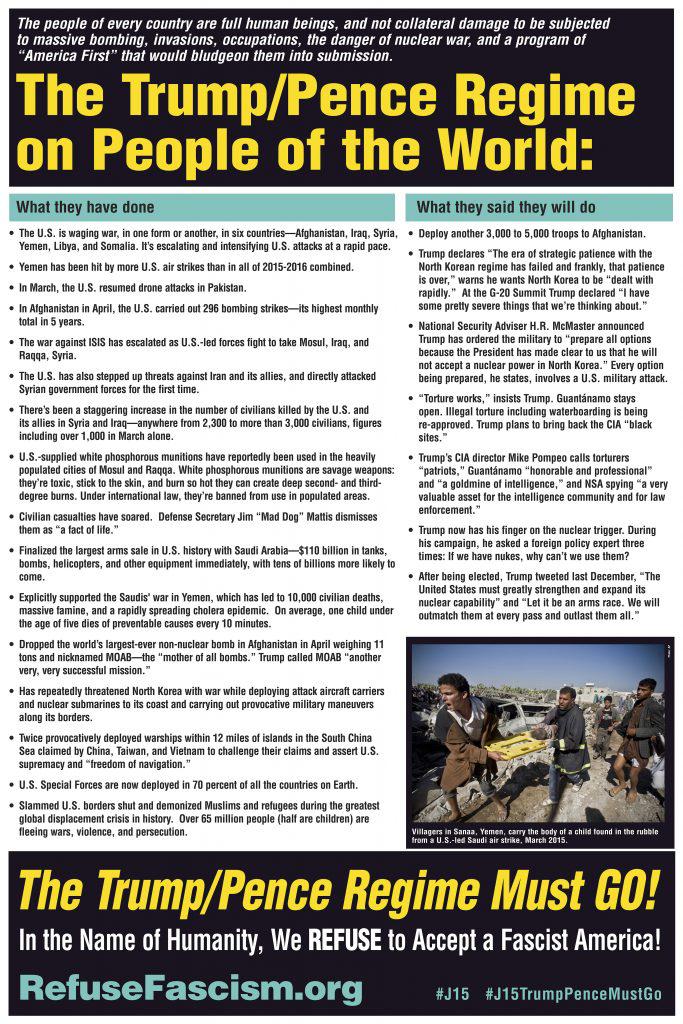 The people of every country are full human beings, and not collateral damage to be subjected
to massive bombing, invasions, occupations, the danger of nuclear war, and a program of
“America First” that would bludgeon them into submission.
The Trump/Pence Regime
on People of the World:
What they have done
• The U.S. is waging war, in one form or another, in six countries—Afghanistan, Iraq, Syria,
Yemen, Libya, and Somalia. It’s escalating and intensifying U.S. attacks at a rapid pace.
• Yemen has been hit by more U.S. air strikes than in all of 2015-2016 combined.
• In March, the U.S. resumed drone attacks in Pakistan.
• In Afghanistan in April, the U.S. carried out 296 bombing strikes—its highest monthly
total in 5 years.
• The war against ISIS has escalated as U.S.-led forces fight to take Mosul, Iraq, and
Raqqa, Syria.
• The U.S. has also stepped up threats against Iran and its allies, and directly attacked
Syrian government forces for the first time.
• There’s been a staggering increase in the number of civilians killed by the U.S. and
its allies in Syria and Iraq—anywhere from 2,300 to more than 3,000 civilians, figures
including over 1,000 in March alone.
• U.S.-supplied white phosphorous munitions have reportedly been used in the heavily
populated cities of Mosul and Raqqa. White phosphorous munitions are savage weapons:
they’re toxic, stick to the skin, and burn so hot they can create deep second- and third-
degree burns. Under international law, they’re banned from use in populated areas.
• Civilian casualties have soared. Defense Secretary Jim “Mad Dog” Mattis dismisses
them as “a fact of life.”
• Finalized the largest arms sale in U.S. history with Saudi Arabia—$110 billion in tanks,
bombs, helicopters, and other equipment immediately, with tens of billions more likely to
come.
• Explicitly supported the Saudis' war in Yemen, which has led to 10,000 civilian deaths,
massive famine, and a rapidly spreading cholera epidemic. On average, one child under
the age of five dies of preventable causes every 10 minutes.
• Dropped the world’s largest-ever non-nuclear bomb in Afghanistan in April weighing 11
tons and nicknamed MOAB—the “mother of all bombs.” Trump called MOAB “another
very, very successful mission.”
• Has repeatedly threatened North Korea with war while deploying attack aircraft carriers
and nuclear submarines to its coast and carrying out provocative military maneuvers
along its borders.
• Twice provocatively deployed warships within 12 miles of islands in the South China
Sea claimed by China, Taiwan, and Vietnam to challenge their claims and assert U.S.
supremacy and “freedom of navigation.”
• U.S. Special Forces are now deployed in 70 percent of all the countries on Earth.
• Slammed U.S. borders shut and demonized Muslims and refugees during the greatest
global displacement crisis in history. Over 65 million people (half are children) are
fleeing wars, violence, and persecution.
What they said they will do
• Deploy another 3,000 to 5,000 troops to Afghanistan.
• Trump declares “The era of strategic patience with the
North Korean regime has failed and frankly, that patience
is over,” warns he wants North Korea to be “dealt with
rapidly.” At the G-20 Summit Trump declared “I have
some pretty severe things that we’re thinking about.”
• National Security Adviser H.R. McMaster announced
Trump has ordered the military to “prepare all options
because the President has made clear to us that he will
not accept a nuclear power in North Korea.” Every option
being prepared, he states, involves a U.S. military attack.
• “Torture works,” insists Trump. Guantánamo stays
open. Illegal torture including waterboarding is being
re-approved. Trump plans to bring back the CIA “black
sites.”
• Trump’s CIA director Mike Pompeo calls torturers
“patriots,” Guantánamo “honorable and professional”
and “a goldmine of intelligence,” and NSA spying “a very
valuable asset for the intelligence community and for law
enforcement.”
• Trump now has his finger on the nuclear trigger. During
his campaign, he asked a foreign policy expert three
times: If we have nukes, why can’t we use them?
• After being elected, Trump tweeted last December, “The
United States must greatly strengthen and expand its
nuclear capability” and “Let it be an arms race. We will
outmatch them at every pass and outlast them all.”
Villagers in Sanaa, Yemen, carry the body of a child found in the rubble
from a U.S.-led Saudi air strike, March 2015.
The Trump/Pence Regime Must GO!
In the Name of Humanity, We REFUSE to Accept a Fascist America!
RefuseFascism.org
#J15 #J15TrumpPenceMustGo